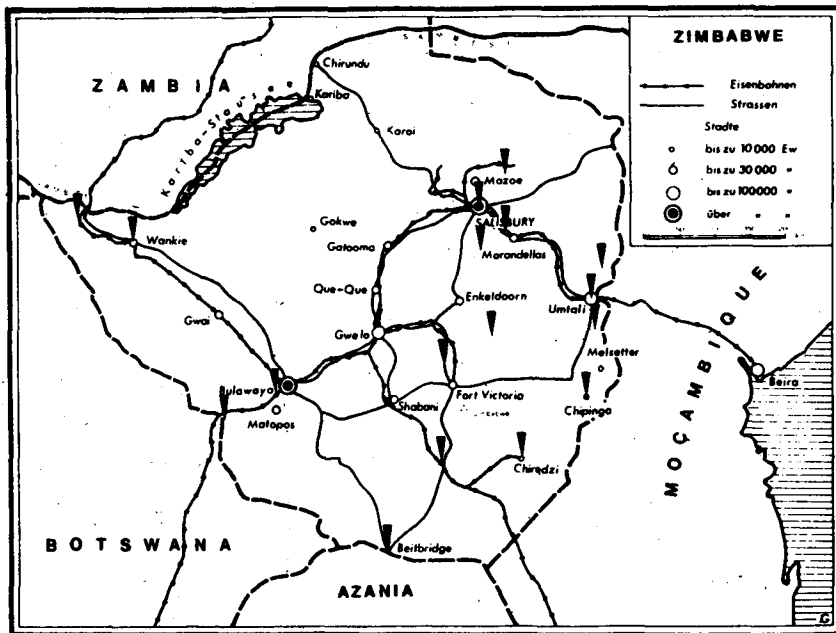 ZIMBABWE
Eisenbahnen
Strassen
Städte
bis zu 10 000 Ew
bis zu 30 000 "
bis zu 100000 "
über " "
ZAMBIA
SAMBESI
Chirundu
Kariba
Kariba-Stausee
Karoi
Mazoe
SALISBURY
Gokwe
Wankie
Gatooma
Marandellas
Que-Que
Enkeldoorn
Umtali
Gwai
Gwelo
Melsetter
Bulawayo
Shabani
Fort Victoria
Chipinga
Beira
Matopos
Chiredzi
MOÇAMBIQUE
BOTSWANA
Beitbridge
AZANIA
G